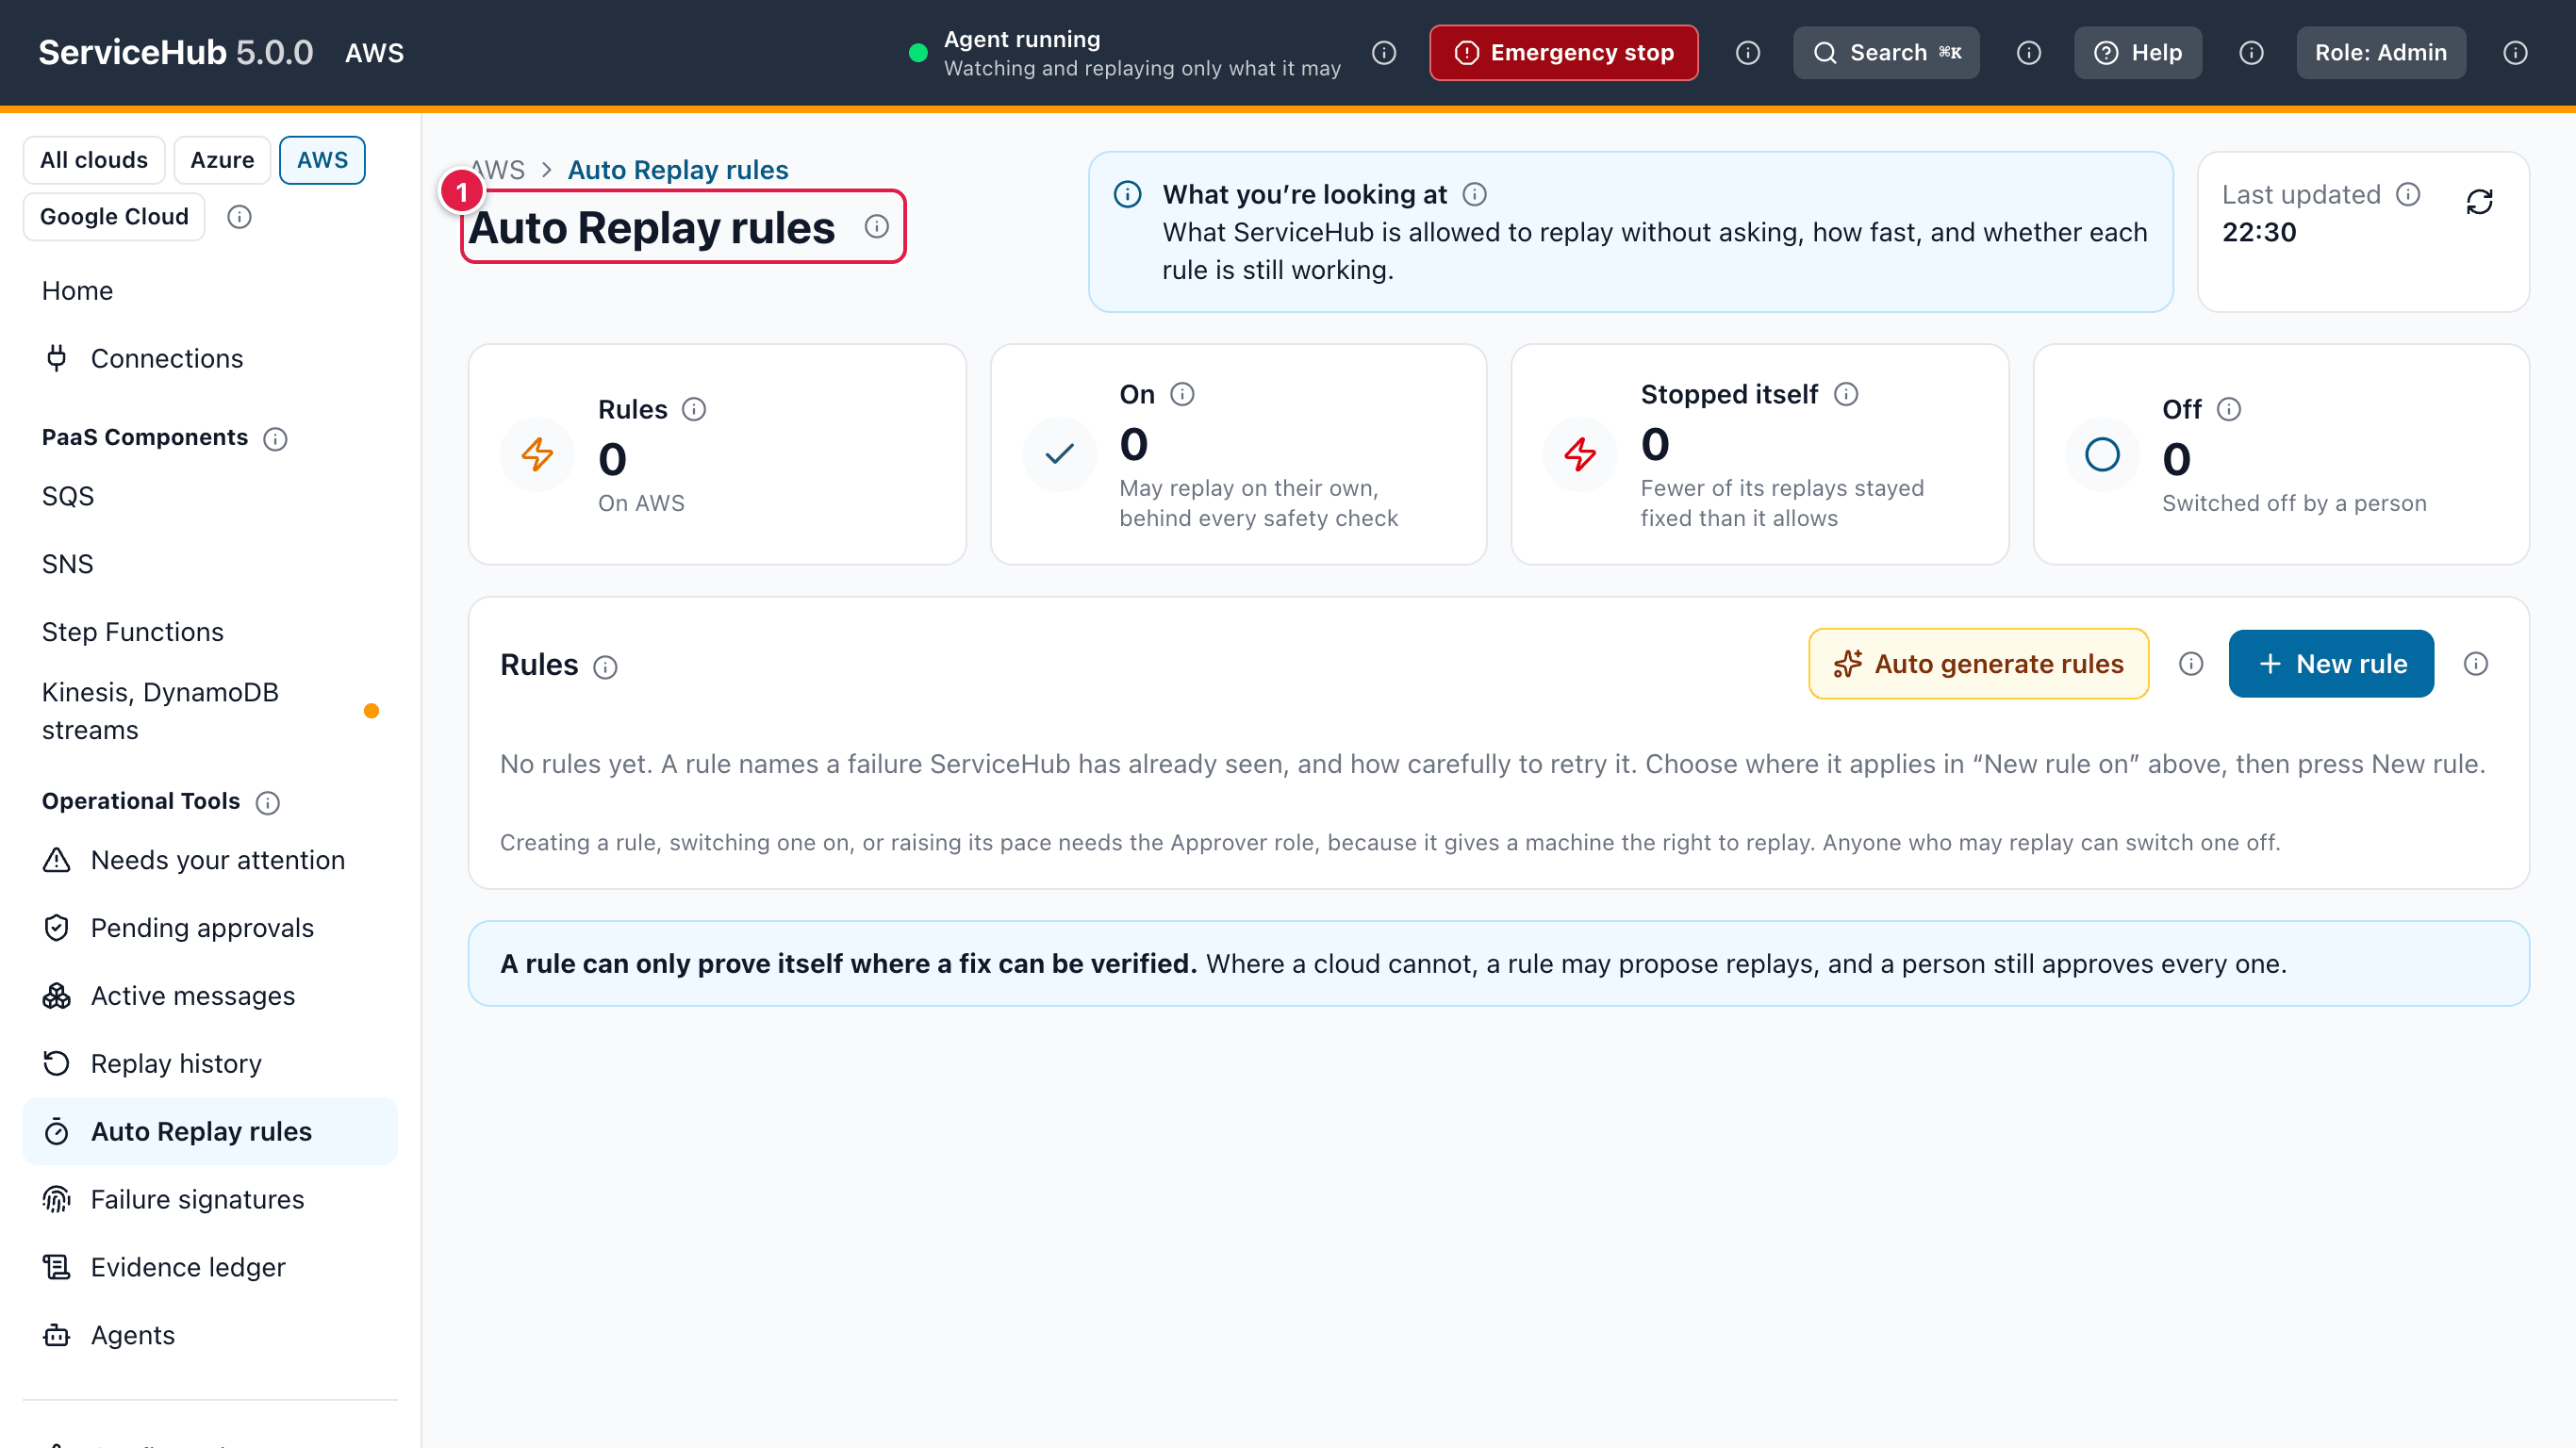 ServiceHub 5.0.0 AWS
Agent running
Watching and replaying only what it may
Emergency stop
Search ⌘K
Help
Role: Admin
All clouds
Azure
AWS
Google Cloud
Home
Connections
PaaS Components
SQS
SNS
Step Functions
Kinesis, DynamoDB
streams
Operational Tools
Needs your attention
Pending approvals
Active messages
Replay history
Auto Replay rules
Failure signatures
Evidence ledger
Agents
AWS > Auto Replay rules
1
Auto Replay rules
What you’re looking at
What ServiceHub is allowed to replay without asking, how fast, and whether each
rule is still working.
Last updated
22:30
Rules
0
On AWS
On
0
May replay on their own,
behind every safety check
Stopped itself
0
Fewer of its replays stayed
fixed than it allows
Off
0
Switched off by a person
Rules
Auto generate rules
+ New rule
No rules yet. A rule names a failure ServiceHub has already seen, and how carefully to retry it. Choose where it applies in “New rule on” above, then press New rule.
Creating a rule, switching one on, or raising its pace needs the Approver role, because it gives a machine the right to replay. Anyone who may replay can switch one off.
A rule can only prove itself where a fix can be verified. Where a cloud cannot, a rule may propose replays, and a person still approves every one.